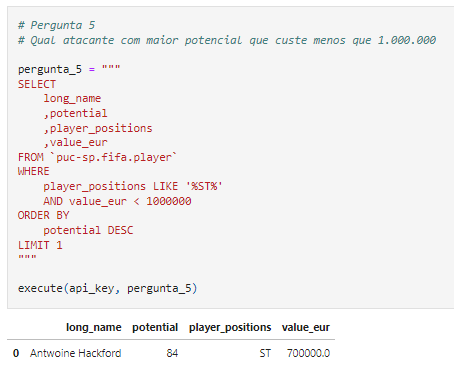 # Pergunta 5
# Qual atacante com maior potencial que custe menos que 1.000.000
pergunta_5 = """
SELECT
long_name
,potential
,player_positions
,value_eur
FROM `puc-sp.fifa.player`
WHERE
player_positions LIKE '%ST%'
AND value_eur < 1000000
ORDER BY
potential DESC
LIMIT 1
"""
execute(api_key, pergunta_5)
long_name potential player_positions value_eur
0 Antwoine Hackford 84 ST 700000.0